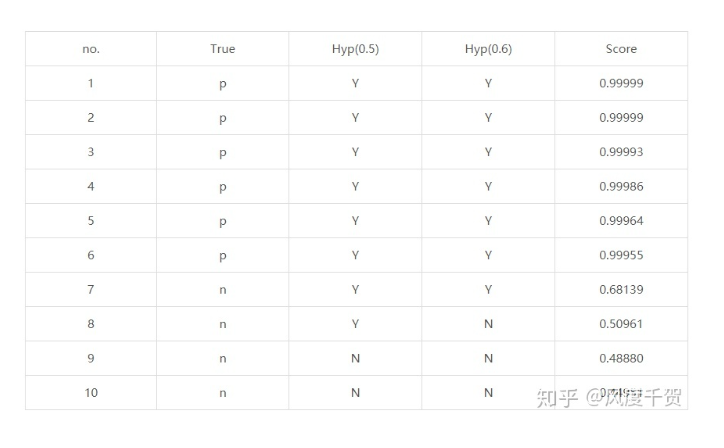 no. True Hyp(0.5) Hyp(0.6) Score
1 p Y Y 0.99999
2 p Y Y 0.99999
3 p Y Y 0.99993
4 p Y Y 0.99986
5 p Y Y 0.99964
6 p Y Y 0.99955
7 n Y Y 0.68139
8 n Y N 0.50961
9 n N N 0.48880
10 n N N
知乎 @风度千贺